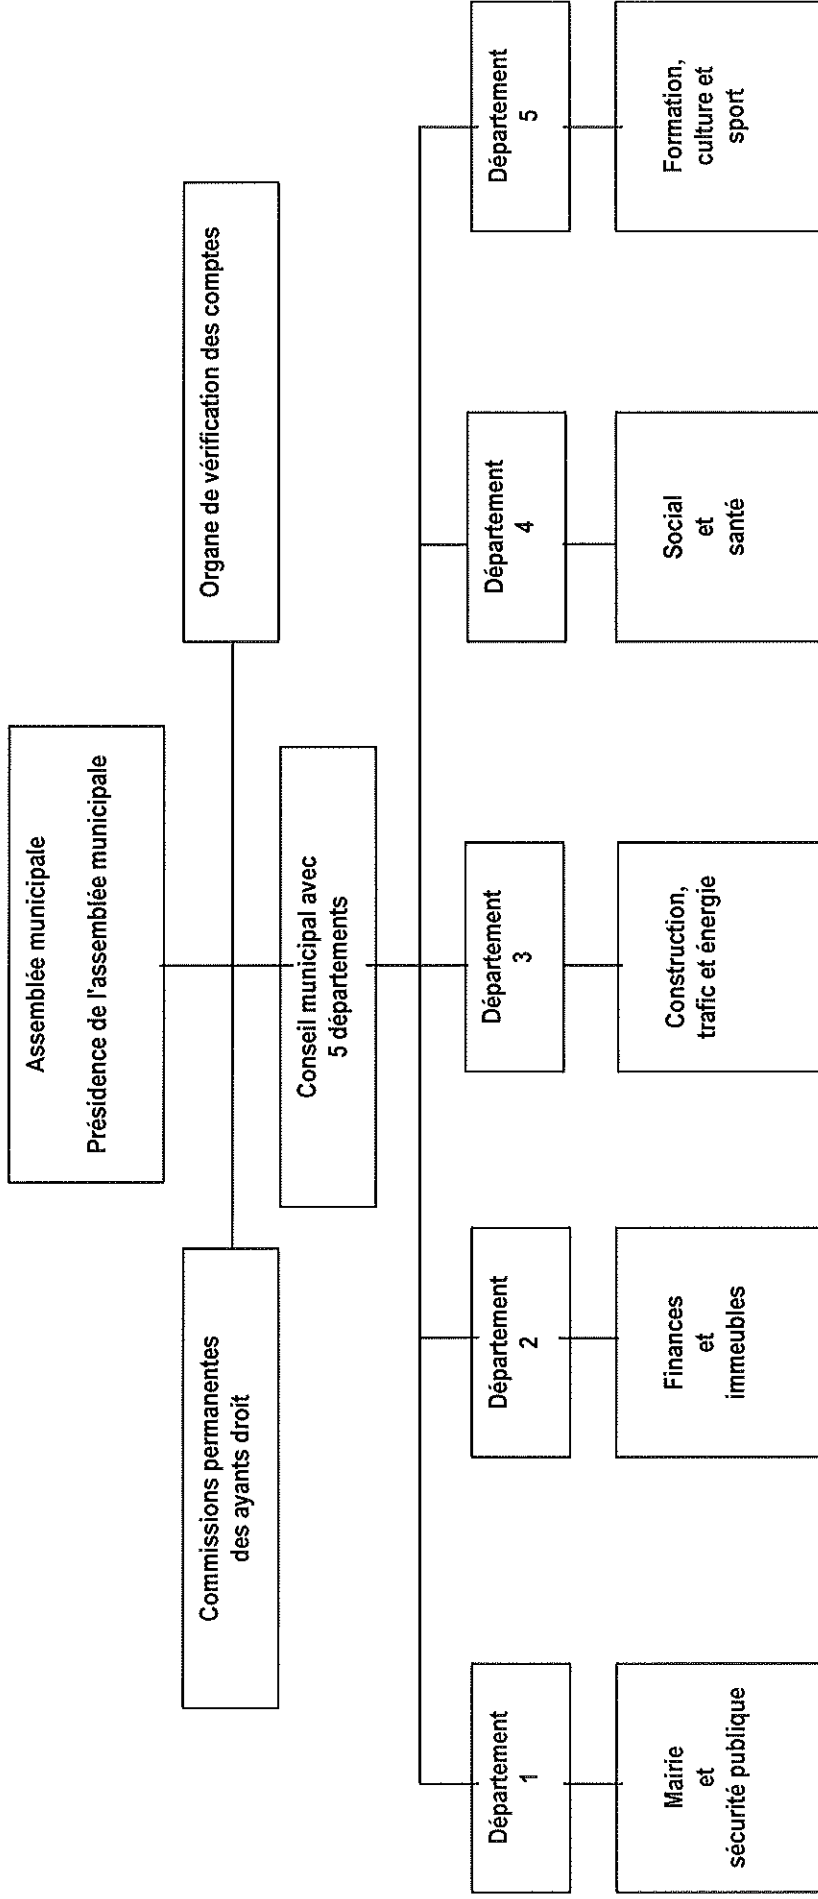 Assemblée municipale
Présidence de l'assemblée municipale
Commissions permanentes
des ayants droit
Organe de vérification des comptes
Conseil municipal avec
5 départements
Département
1
Département
2
Département
3
Département
4
Département
5
Mairie
et
sécurité publique
Finances
et
immeubles
Construction,
trafic et énergie
Social
et
santé
Formation,
culture et
sport